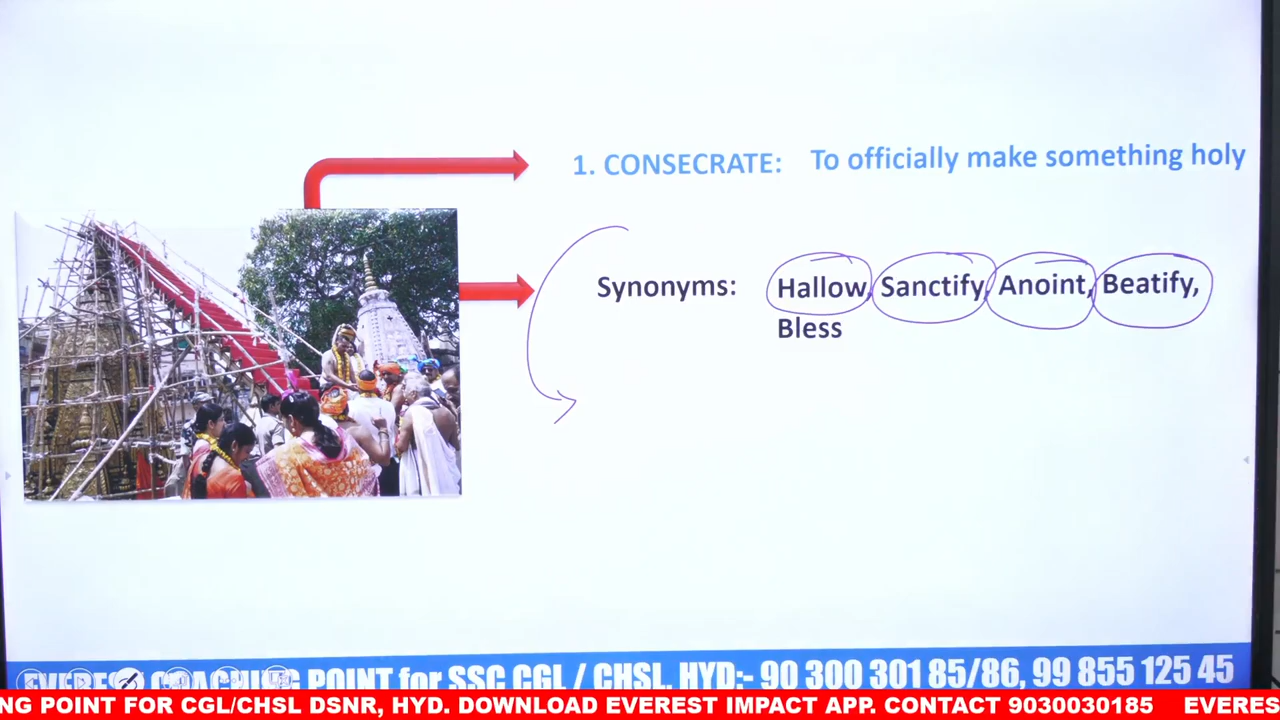 1. CONSECRATE: To officially make something holy
Synonyms: Hallow, Sanctify, Anoint, Beatify,
Bless
COACHING POINT for SSC CGL / CHSL. HYD:- 90 300 301 85/86, 99 855 125 45
NG POINT FOR CGL/CHSL DSNR, HYD. DOWNLOAD EVEREST IMPACT APP. CONTACT 9030030185 EVERES